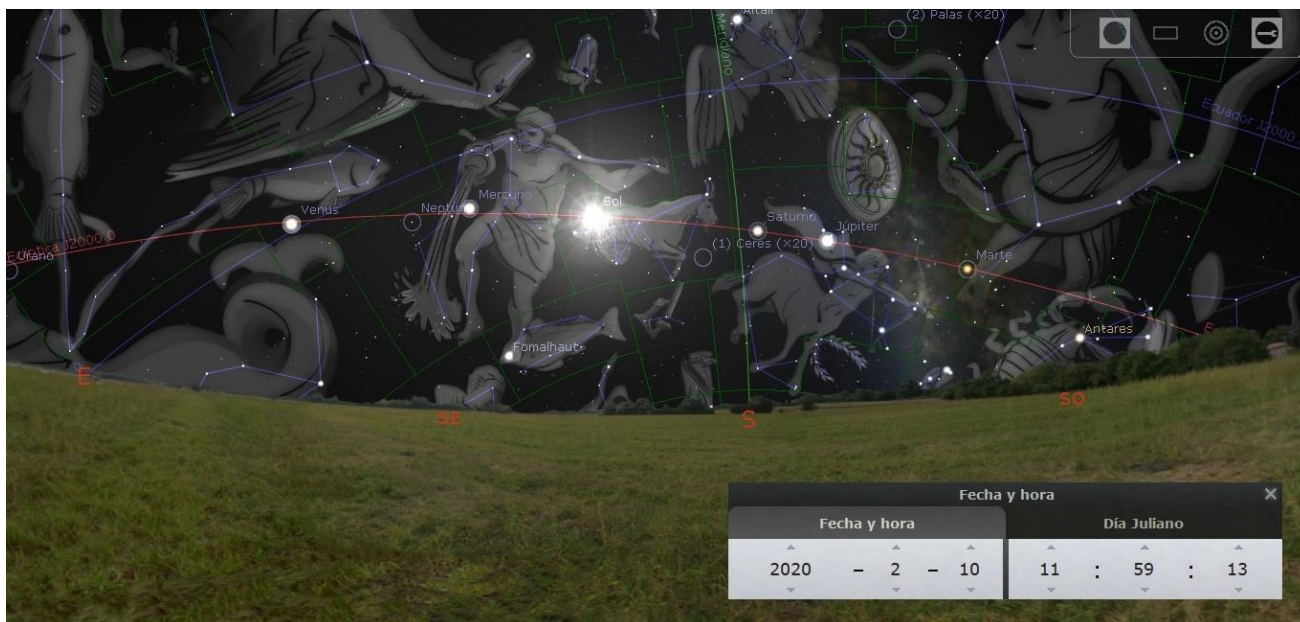 Altair
(2) Palas (×20)
Meridiano
Ecuador J2000.
Mercurio
Sol
Venus
Neptuno
Saturno
(1) Ceres (×20)
Júpiter
Eclíptica J2000.0
Urano
Marte
Antares
E
Fomalhaut
E
SE
S
SO
Fecha y hora
Fecha y hora
Día Juliano
2020 – 2 – 10 11 : 59 : 13